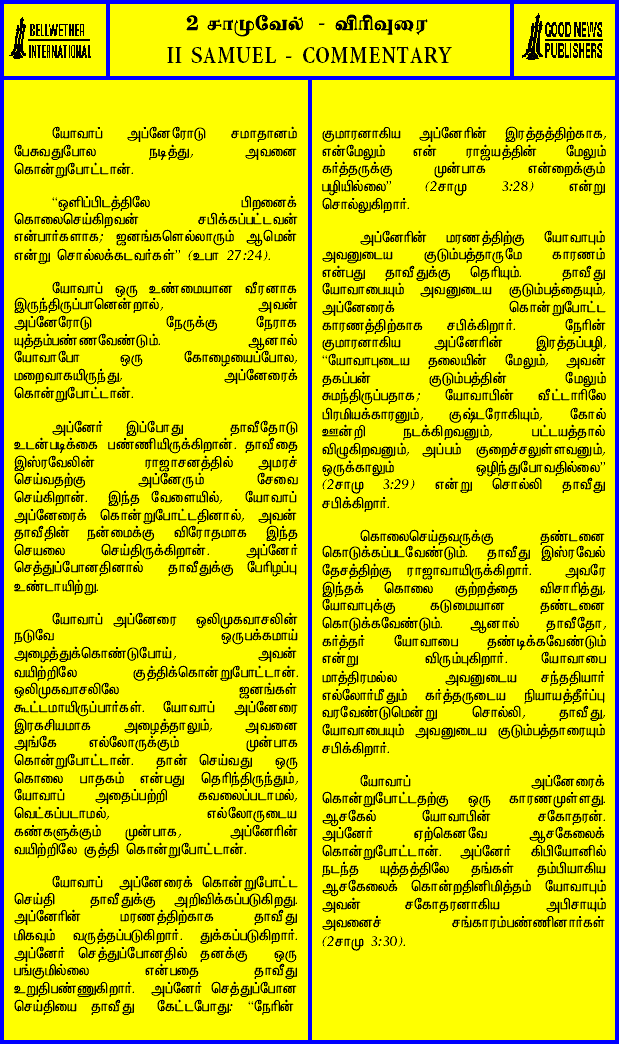 BELLWETHER
INTERNATIONAL
2 சாமுவேல் - விரிவுரை
II SAMUEL - COMMENTARY
GOOD NEWS
PUBLISHERS
யோவாப் அப்னேரோடு சமாதானம்
பேசுவதுபோல நடித்து, அவனை
கொன்றுபோட்டான்.
“ஒளிப்பிடத்திலே பிறனைக்
கொலைசெய்கிறவன் சபிக்கப்பட்டவன்
என்பார்களாக; ஜனங்களெல்லாரும் ஆமென்
என்று சொல்லக்கடவர்கள்” (உபா 27:24).
யோவாப் ஒரு உண்மையான வீரனாக
இருந்திருப்பானென்றால், அவன்
அப்னேரோடு நேருக்கு நேராக
யுத்தம்பண்ணவேண்டும். ஆனால்
யோவாபோ ஒரு கோழையைப்போல,
மறைவாகயிருந்து, அப்னேரைக்
கொன்றுபோட்டான்.
அப்னேர் இப்போது தாவீதோடு
உடன்படிக்கை பண்ணியிருக்கிறான். தாவீதை
இஸ்ரவேலின் ராஜாசனத்தில் அமரச்
செய்வதற்கு அப்னேரும் சேவை
செய்கிறான். இந்த வேளையில், யோவாப்
அப்னேரைக் கொன்றுபோட்டதினால், அவன்
தாவீதின் நன்மைக்கு விரோதமாக இந்த
செயலை செய்திருக்கிறான். அப்னேர்
செத்துப்போனதினால் தாவீதுக்கு பேரிழப்பு
உண்டாயிற்று.
யோவாப் அப்னேரை ஒலிமுகவாசலின்
நடுவே ஒருபக்கமாய்
அழைத்துக்கொண்டுபோய், அவன்
வயிற்றிலே குத்திக்கொன்றுபோட்டான்.
ஒலிமுகவாசலிலே ஜனங்கள்
கூட்டமாயிருப்பார்கள். யோவாப் அப்னேரை
இரகசியமாக அழைத்தாலும், அவனை
அங்கே எல்லோருக்கும் முன்பாக
கொன்றுபோட்டான். தான் செய்வது ஒரு
கொலை பாதகம் என்பது தெரிந்திருந்தும்,
யோவாப் அதைப்பற்றி கவலைப்படாமல்,
வெட்கப்படாமல், எல்லோருடைய
கண்களுக்கும் முன்பாக, அப்னேரின்
வயிற்றிலே குத்தி கொன்றுபோட்டான்.
யோவாப் அப்னேரைக் கொன்றுபோட்ட
செய்தி தாவீதுக்கு அறிவிக்கப்படுகிறது.
அப்னேரின் மரணத்திற்காக தாவீது
மிகவும் வருத்தப்படுகிறார். துக்கப்படுகிறார்.
அப்னேர் செத்துப்போனதில் தனக்கு ஒரு
பங்குமில்லை என்பதை தாவீது
உறுதிபண்ணுகிறார். அப்னேர் செத்துப்போன
செய்தியை தாவீது கேட்டபோது: “நேரின்
குமாரனாகிய அப்னேரின் இரத்தத்திற்காக,
என்மேலும் என் ராஜ்யத்தின் மேலும்
கர்த்தருக்கு முன்பாக என்றைக்கும்
பழியில்லை” (2சாமு 3:28) என்று
சொல்லுகிறார்.
அப்னேரின் மரணத்திற்கு யோவாபும்
அவனுடைய குடும்பத்தாருமே காரணம்
என்பது தாவீதுக்கு தெரியும். தாவீது
யோவாபையும் அவனுடைய குடும்பத்தையும்,
அப்னேரைக் கொன்றுபோட்ட
காரணத்திற்காக சபிக்கிறார். நேரின்
குமாரனாகிய அப்னேரின் இரத்தப்பழி,
“யோவாபுடைய தலையின் மேலும், அவன்
தகப்பன் குடும்பத்தின் மேலும்
சுமந்திருப்பதாக; யோவாபின் வீட்டாரிலே
பிரமியக்காரனும், குஷ்டரோகியும், கோல்
ஊன்றி நடக்கிறவனும், பட்டயத்தால்
விழுகிறவனும், அப்பம் குறைச்சலுள்ளவனும்,
ஒருக்காலும் ஒழிந்துபோவதில்லை”
(2சாமு 3:29) என்று சொல்லி தாவீது
சபிக்கிறார்.
கொலைசெய்தவருக்கு தண்டனை
கொடுக்கப்படவேண்டும். தாவீது இஸ்ரவேல்
தேசத்திற்கு ராஜாவாயிருக்கிறார். அவரே
இந்தக் கொலை குற்றத்தை விசாரித்து,
யோவாபுக்கு கடுமையான தண்டனை
கொடுக்கவேண்டும். ஆனால் தாவீதோ,
கர்த்தர் யோவாபை தண்டிக்கவேண்டும்
என்று விரும்புகிறார். யோவாபை
மாத்திரமல்ல அவனுடைய சந்ததியார்
எல்லோர்மீதும் கர்த்தருடைய நியாயத்தீர்ப்பு
வரவேண்டுமென்று சொல்லி, தாவீது,
யோவாபையும் அவனுடைய குடும்பத்தாரையும்
சபிக்கிறார்.
யோவாப் அப்னேரைக்
கொன்றுபோட்டதற்கு ஒரு காரணமுள்ளது.
ஆசகேல் யோவாபின் சகோதரன்.
அப்னேர் ஏற்கெனவே ஆசகேலைக்
கொன்றுபோட்டான். அப்னேர் கிபியோனில்
நடந்த யுத்தத்திலே தங்கள் தம்பியாகிய
ஆசகேலைக் கொன்றதினிமித்தம் யோவாபும்
அவன் சகோதரனாகிய அபிசாயும்
அவனைச் சங்காரம்பண்ணினார்கள்
(2சாமு 3:30).